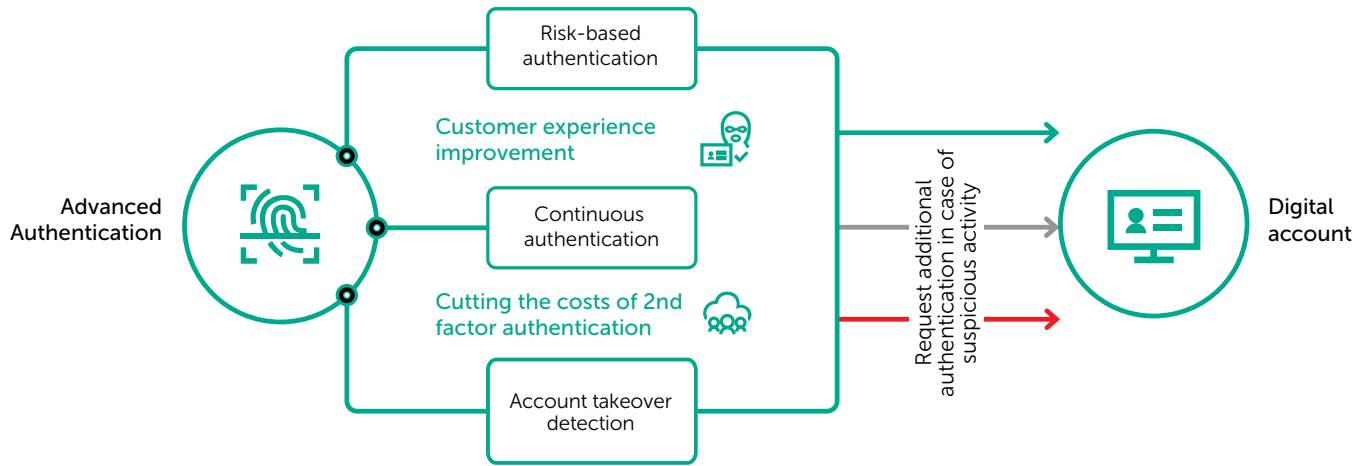 Risk-based
authentication
Customer experience
improvement
Advanced
Authentication
Continuous
authentication
Request additional
authentication in case of
suspicious activity
Digital
account
Cutting the costs of 2nd
factor authentication
Account takeover
detection